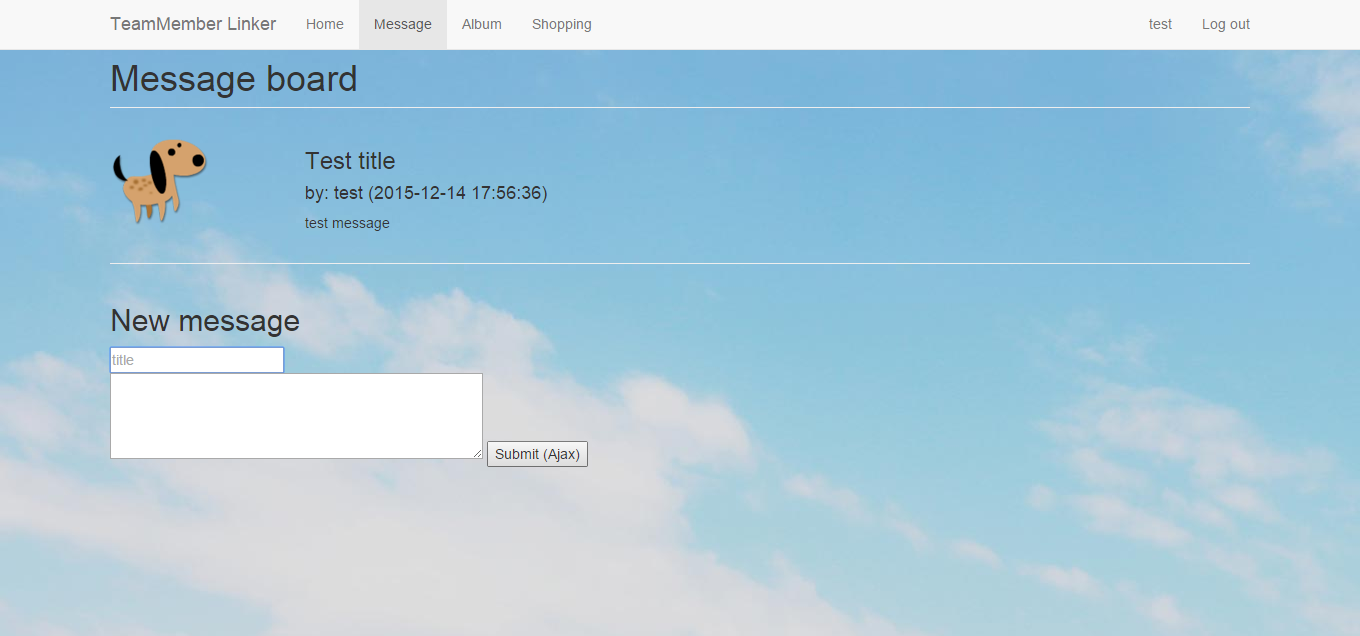 TeamMember Linker Home Message Album Shopping test Log out
Message board
Test title
by: test (2015-12-14 17:56:36)
test message
New message
title
Submit (Ajax)